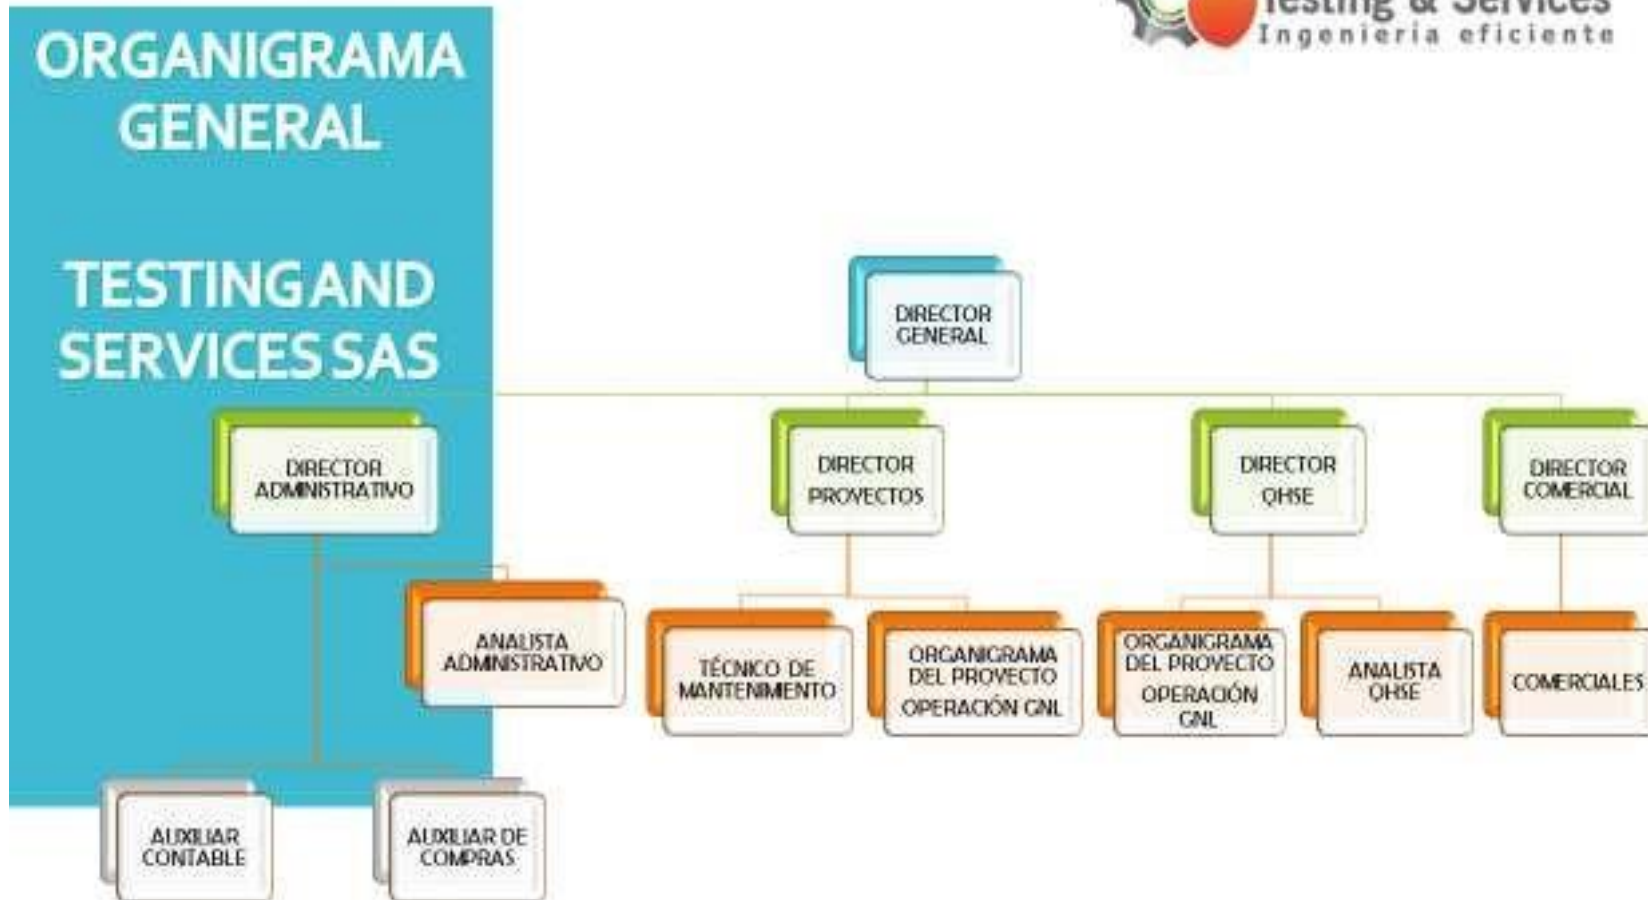 Testing & Services
Ingeniería eficiente
ORGANIGRAMA
GENERAL
TESTING AND
SERVICES SAS
DIRECTOR
GENERAL
DIRECTOR
ADMINISTRATIVO
DIRECTOR
PROYECTOS
DIRECTOR
QHSE
DIRECTOR
COMERCIAL
ANALISTA
ADMINISTRATIVO
TÉCNICO DE
MANTENIMIENTO
ORGANIGRAMA
DEL PROYECTO
OPERACIÓN GNL
ORGANIGRAMA
DEL PROYECTO
OPERACIÓN
GNL
ANALISTA
QHSE
COMERCIALES
AUXILIAR
CONTABLE
AUXILIAR DE
COMPRAS